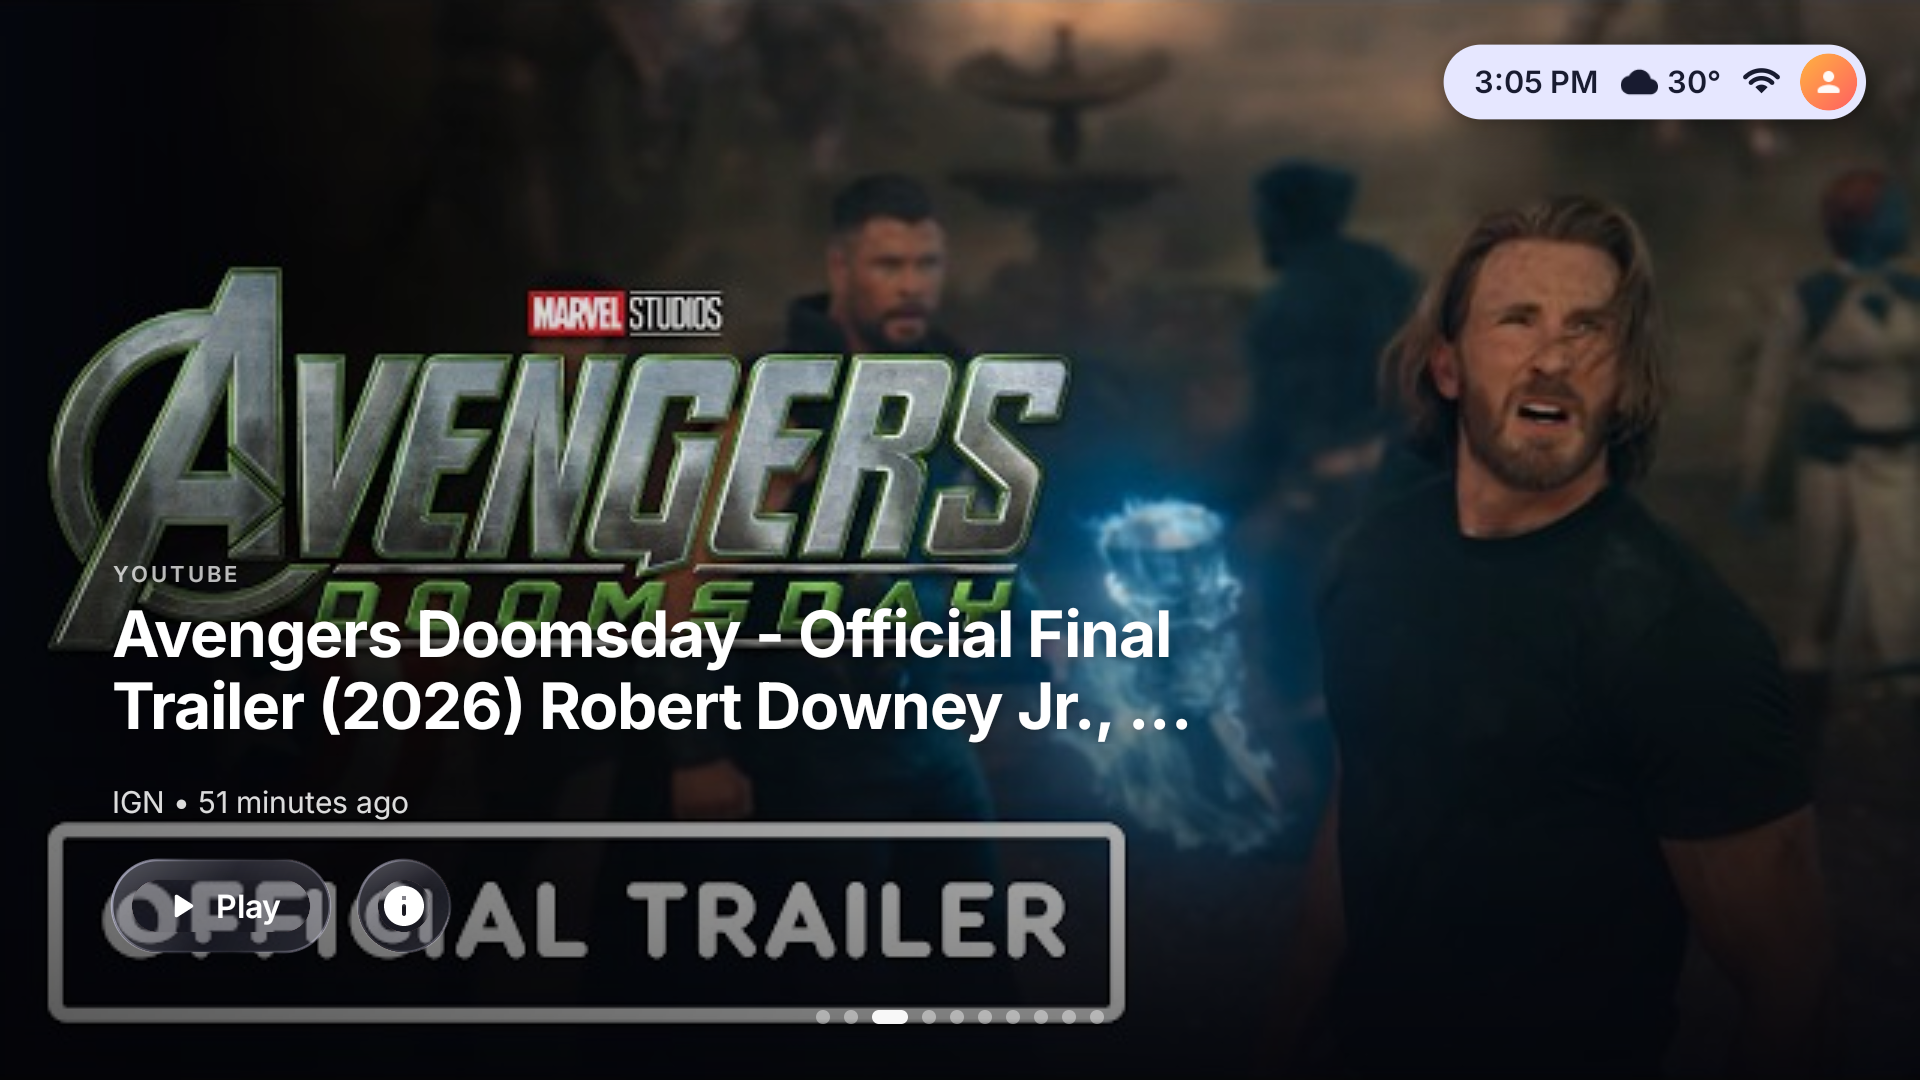 3:05 PM 30°
MARVEL STUDIOS
AVENGERS
DOOMSDAY
YOUTUBE
Avengers Doomsday - Official Final
Trailer (2026) Robert Downey Jr., ...
IGN • 51 minutes ago
OFFICIAL TRAILER
Play